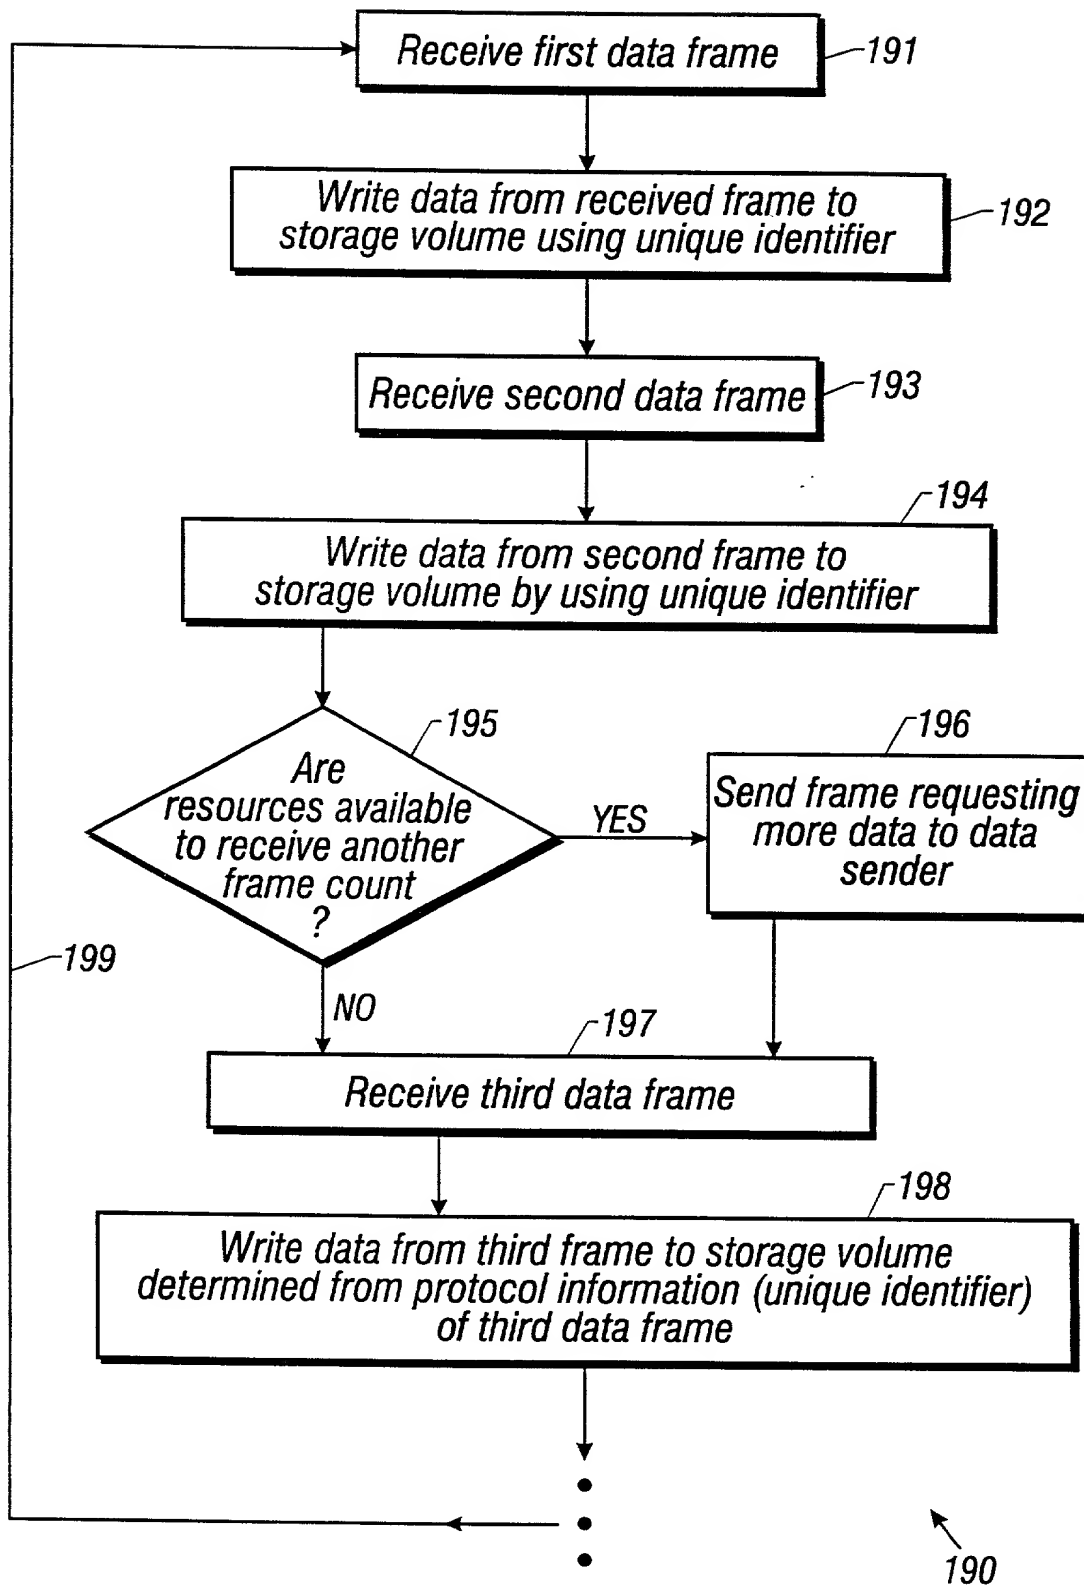 Receive first data frame
191
Write data from received frame to
storage volume using unique identifier
192
Receive second data frame
193
194
Write data from second frame to
storage volume by using unique identifier
195
Are
resources available
to receive another
frame count
?
YES
196
Send frame requesting
more data to data
sender
199
NO
197
Receive third data frame
198
Write data from third frame to storage volume
determined from protocol information (unique identifier)
of third data frame
190